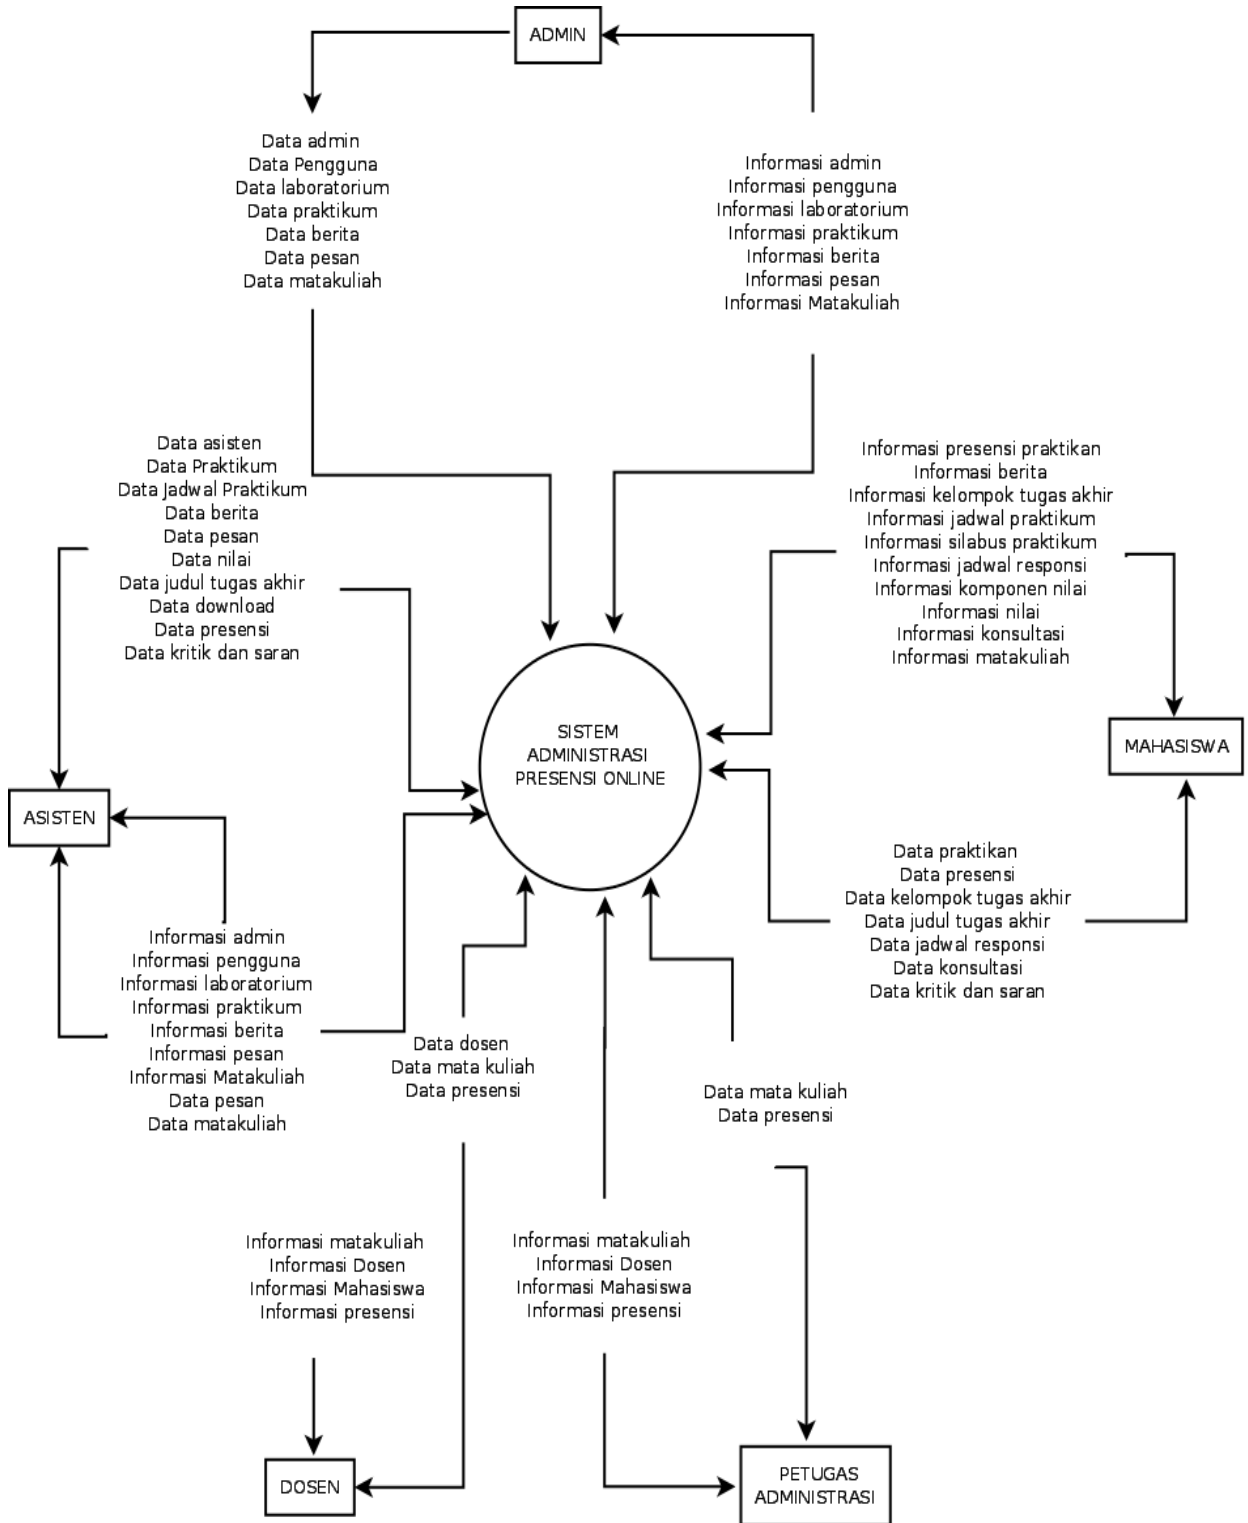 ADMIN
Data admin
Data Pengguna
Data laboratorium
Data praktikum
Data berita
Data pesan
Data matakuliah
Informasi admin
Informasi pengguna
Informasi laboratorium
Informasi praktikum
Informasi berita
Informasi pesan
Informasi Matakuliah
Data asisten
Data Praktikum
Data Jadwal Praktikum
Data berita
Data pesan
Data nilai
Data judul tugas akhir
Data download
Data presensi
Data kritik dan saran
Informasi presensi praktikan
Informasi berita
Informasi kelompok tugas akhir
Informasi jadwal praktikum
Informasi silabus praktikum
Informasi jadwal responsi
Informasi komponen nilai
Informasi nilai
Informasi konsultasi
Informasi matakuliah
SISTEM
ADMINISTRASI
PRESENSI ONLINE
MAHASISWA
ASISTEN
Data praktikan
Data presensi
Data kelompok tugas akhir
Data judul tugas akhir
Data jadwal responsi
Data konsultasi
Data kritik dan saran
Informasi admin
Informasi pengguna
Informasi laboratorium
Informasi praktikum
Informasi berita
Informasi pesan
Informasi Matakuliah
Data pesan
Data matakuliah
Data dosen
Data mata kuliah
Data presensi
Data mata kuliah
Data presensi
Informasi matakuliah
Informasi Dosen
Informasi Mahasiswa
Informasi presensi
Informasi matakuliah
Informasi Dosen
Informasi Mahasiswa
Informasi presensi
DOSEN
PETUGAS
ADMINISTRASI